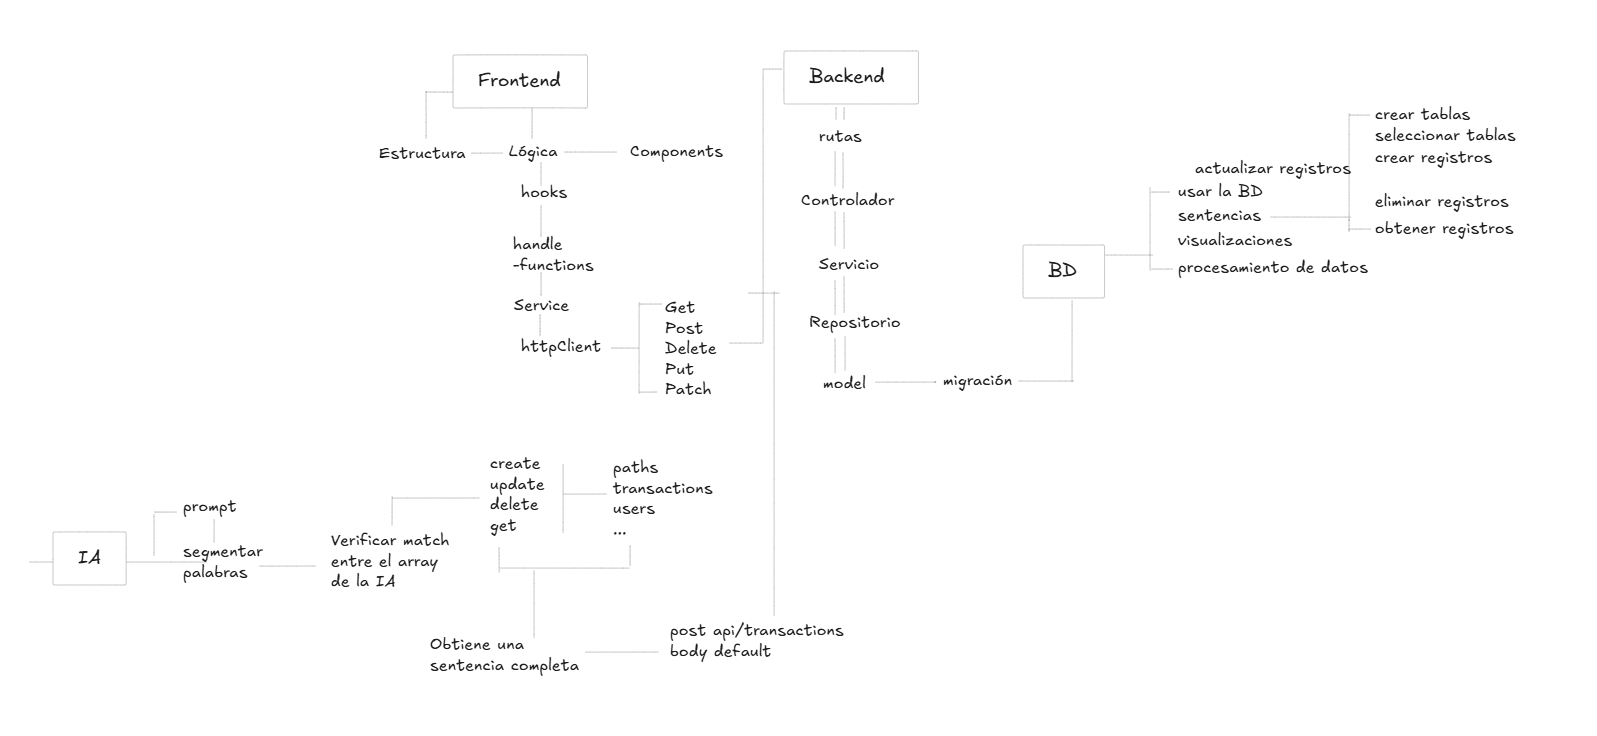 Frontend
Estructura
Lógica
Components
hooks
handle
-functions
Service
httpClient
Get
Post
Delete
Put
Patch
Backend
rutas
Controlador
Servicio
Repositorio
model
migración
BD
actualizar registros
usar la BD
sentencias
visualizaciones
procesamiento de datos
crear tablas
seleccionar tablas
crear registros
eliminar registros
obtener registros
IA
prompt
segmentar
palabras
Verificar match
entre el array
de la IA
create
update
delete
get
paths
transactions
users
...
Obtiene una
sentencia completa
post api/transactions
body default